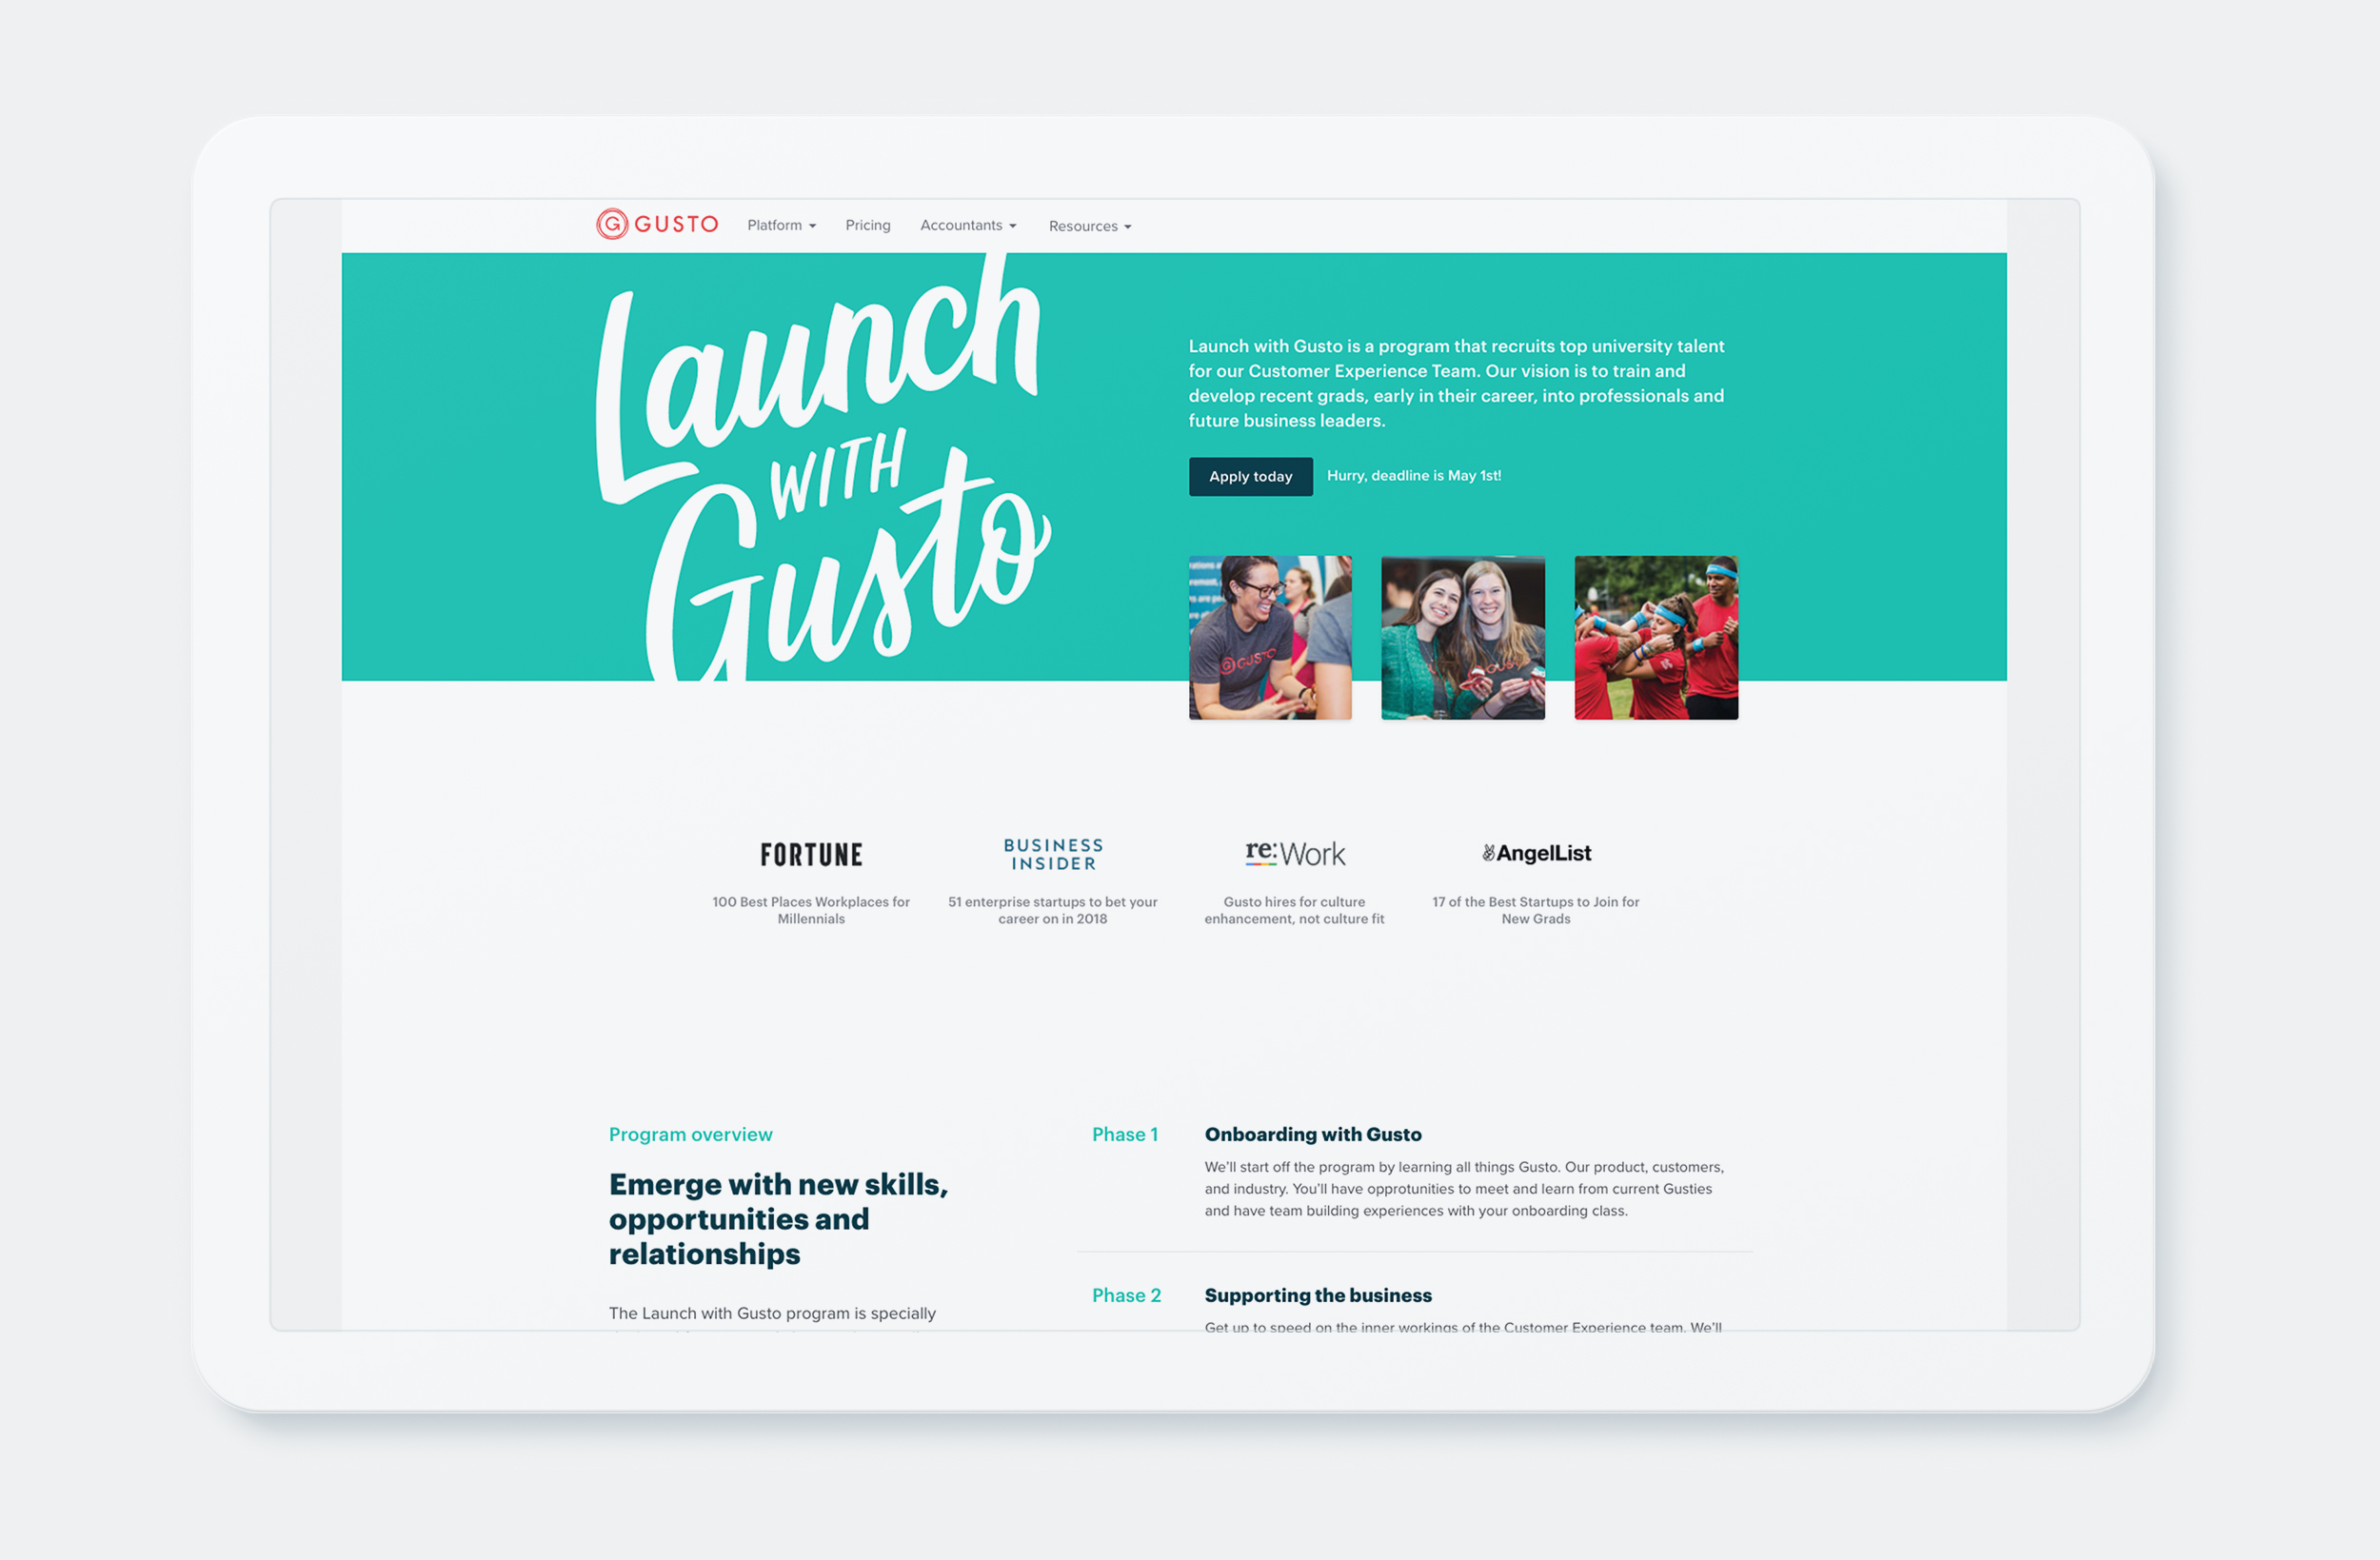 GUSTO Platform Pricing Accountants Resources
Launch
WITH
Gusto
Launch with Gusto is a program that recruits top university talent
for our Customer Experience Team. Our vision is to train and
develop recent grads, early in their career, into professionals and
future business leaders.
Apply today Hurry, deadline is May 1st!
GUSTO
FORTUNE
100 Best Places Workplaces for
Millennials
BUSINESS
INSIDER
51 enterprise startups to bet your
career on in 2018
re:Work
Gusto hires for culture
enhancement, not culture fit
AngelList
17 of the Best Startups to Join for
New Grads
Program overview
Emerge with new skills,
opportunities and
relationships
The Launch with Gusto program is specially
Phase 1
Onboarding with Gusto
We'll start off the program by learning all things Gusto. Our product, customers,
and industry. You'll have opprotunities to meet and learn from current Gusties
and have team building experiences with your onboarding class.
Phase 2
Supporting the business
Get up to speed on the inner workings of the Customer Experience team. We'll